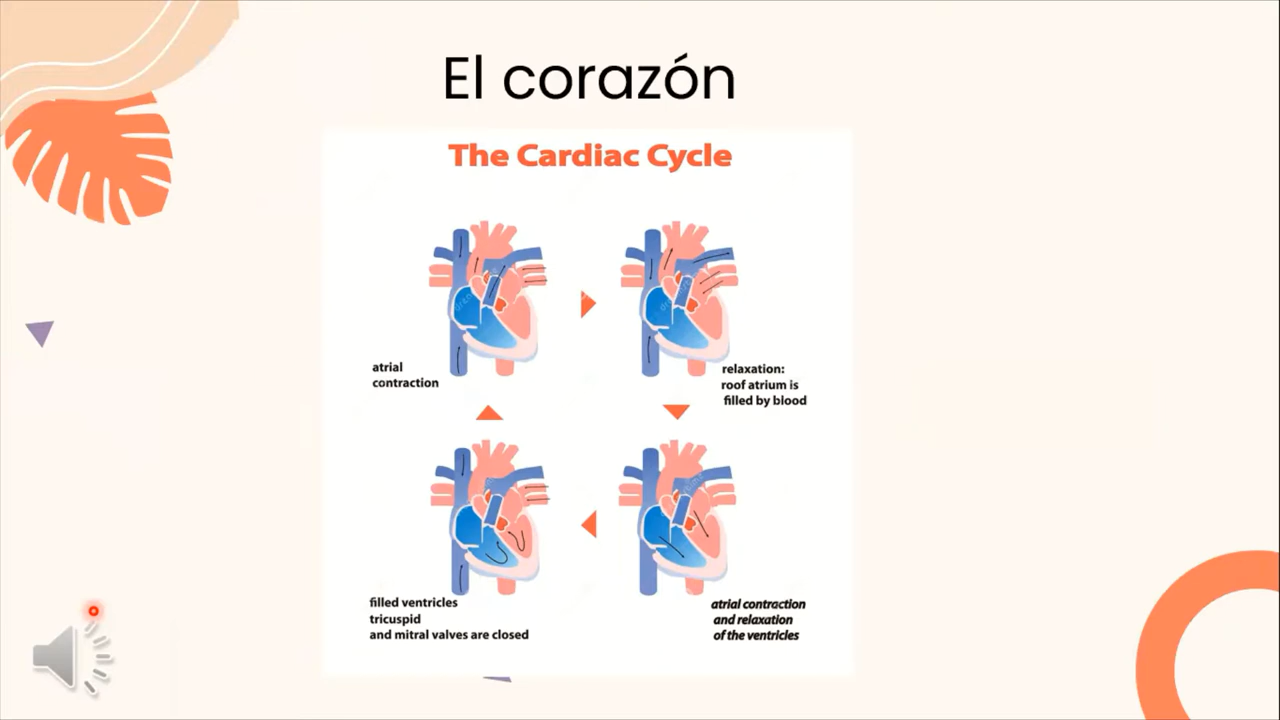 El corazón
The Cardiac Cycle
atrial
contraction
relaxation:
roof atrium is
filled by blood
filled ventricles
tricuspid
and mitral valves are closed
atrial contraction
and relaxation
of the ventricles